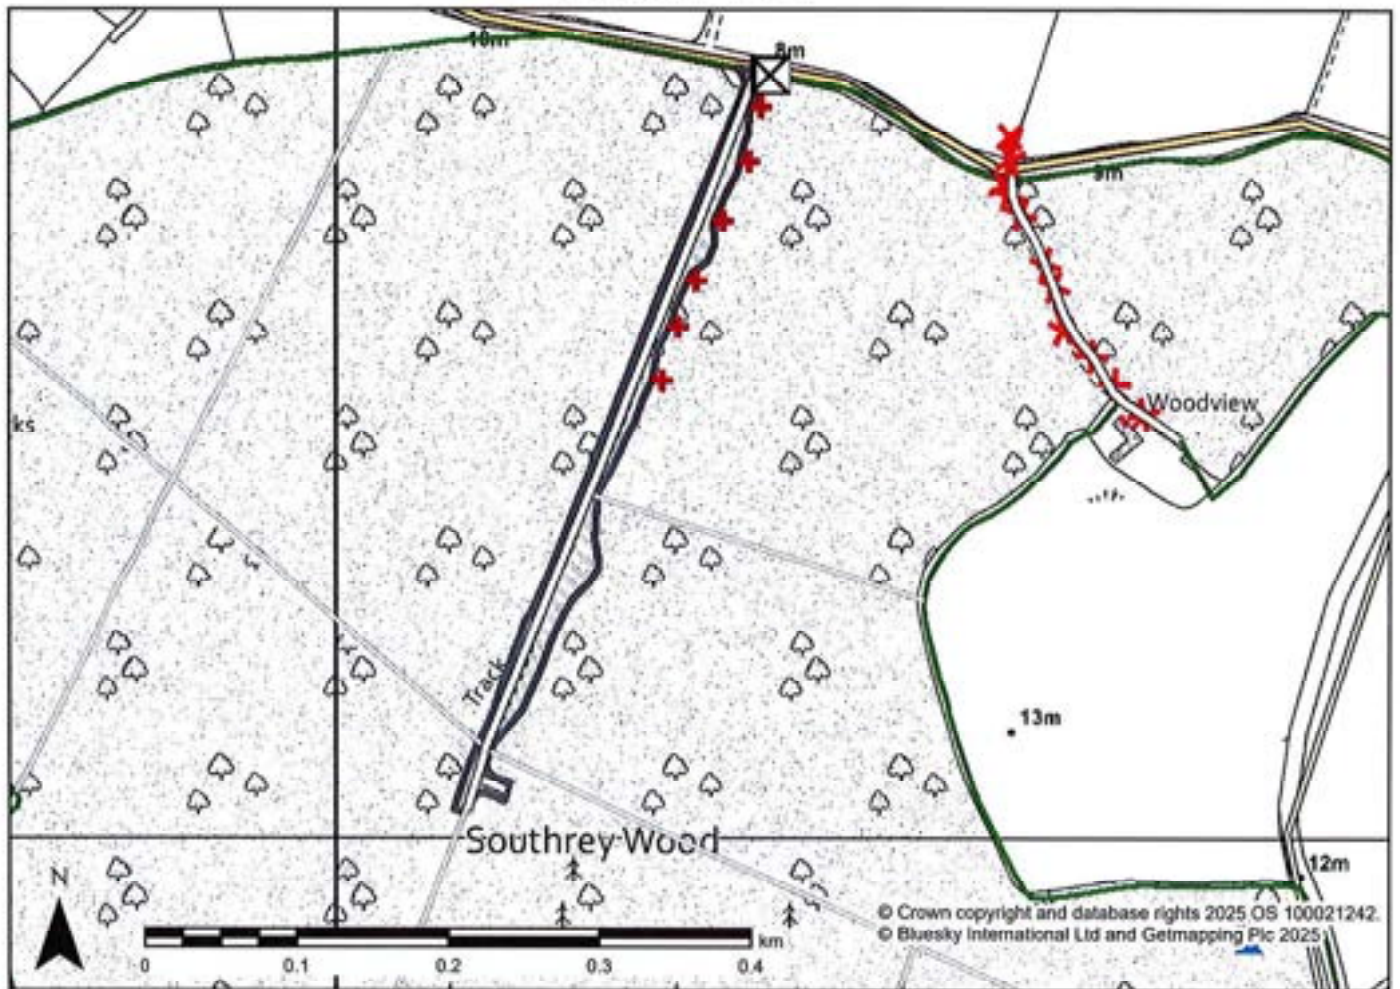 10m
8m
9m
Woodview
ks
Track
13m
Southrey Wood
12m
N
© Crown copyright and database rights 2025 OS 100021242.
© Bluesky International Ltd and Getmapping Plc 2025
km
0 0.1 0.2 0.3 0.4